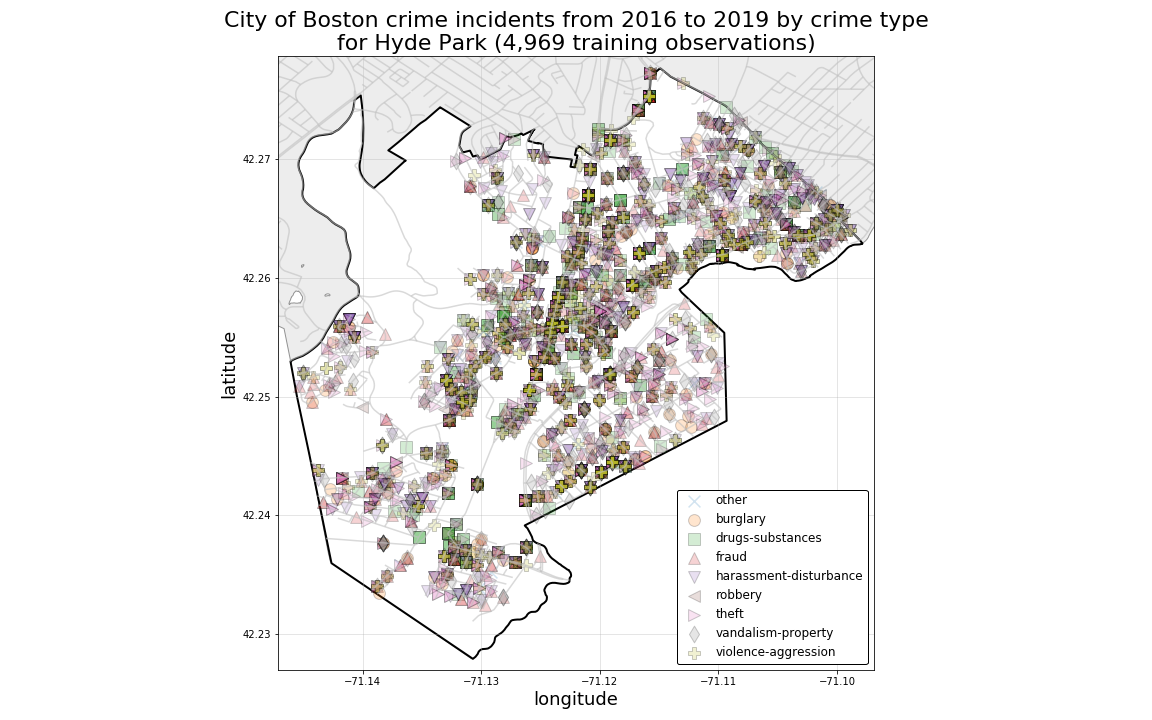 City of Boston crime incidents from 2016 to 2019 by crime type
for Hyde Park (4,969 training observations)
42.27
42.26
42.25
42.24
42.23
latitude
other
burglary
drugs-substances
fraud
harassment-disturbance
robbery
theft
vandalism-property
violence-aggression
−71.14
−71.13
−71.12
−71.11
−71.10
longitude